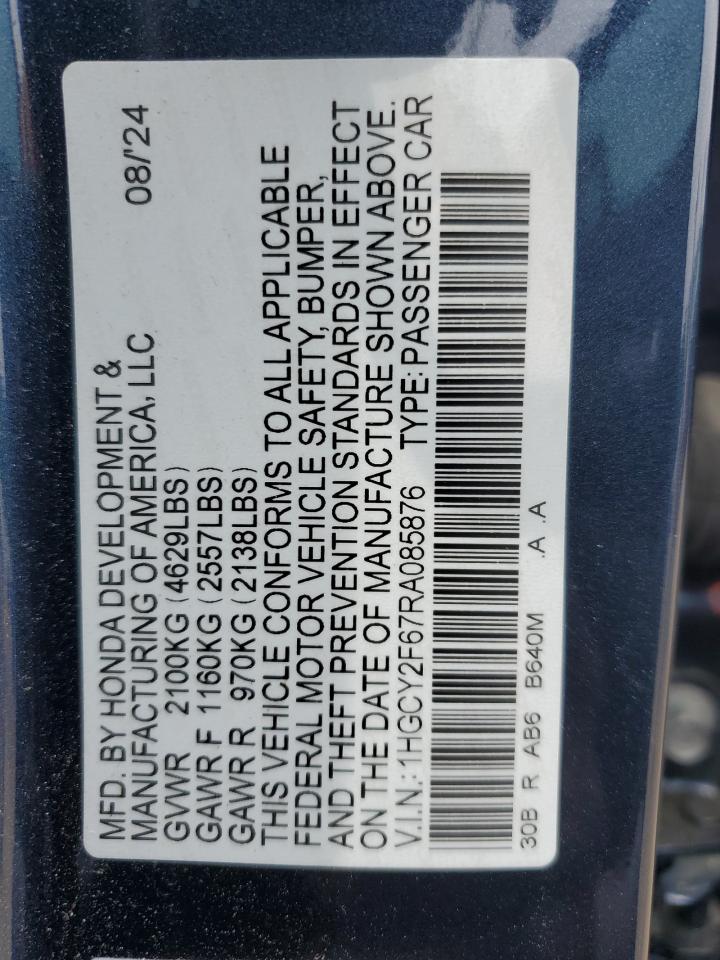 MFD. BY HONDA DEVELOPMENT & 08/'24
MANUFACTURING OF AMERICA, LLC
GVWR 2100KG (4629LBS)
GAWR F 1160KG (2557LBS)
GAWR R 970KG (2138LBS)
THIS VEHICLE CONFORMS TO ALL APPLICABLE
FEDERAL MOTOR VEHICLE SAFETY, BUMPER,
AND THEFT PREVENTION STANDARDS IN EFFECT
ON THE DATE OF MANUFACTURE SHOWN ABOVE.
V.I.N.:1HGCY2F67RA085876 TYPE:PASSENGER CAR
30B R AB6 B640M .A .A